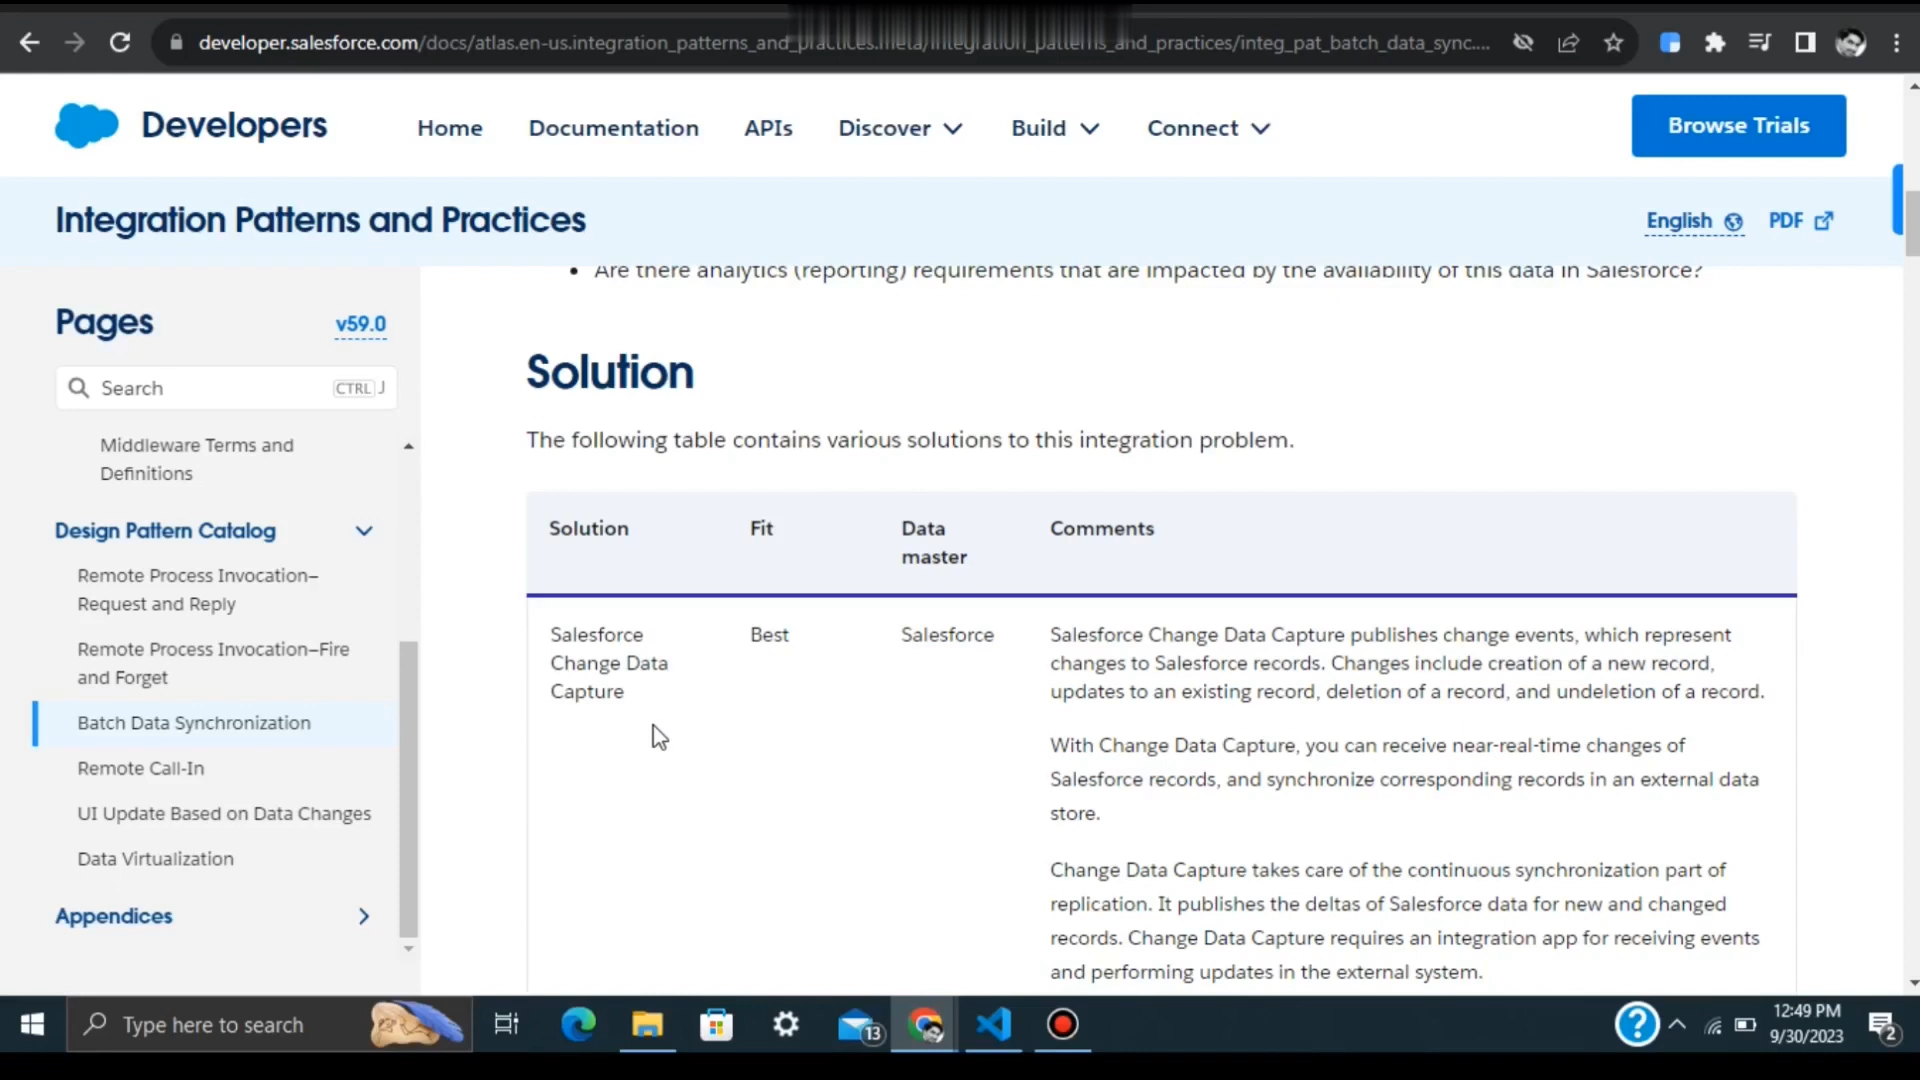 developer.salesforce.com/docs/atlas.en-us.integration_patterns_and_practices.meta/integration_patterns_and_practices/integ_pat_batch_data_sync....
Developers
Home
Documentation
APIs
Discover
Build
Connect
Browse Trials
Integration Patterns and Practices
English
PDF
Pages
v59.0
Search
CTRL J
Middleware Terms and
Definitions
Design Pattern Catalog
Remote Process Invocation–
Request and Reply
Remote Process Invocation–Fire
and Forget
Batch Data Synchronization
Remote Call-In
UI Update Based on Data Changes
Data Virtualization
Appendices
• Are there analytics (reporting) requirements that are impacted by the availability of this data in Salesforce?
Solution
The following table contains various solutions to this integration problem.
Solution
Fit
Data
master
Comments
Salesforce
Change Data
Capture
Best
Salesforce
Salesforce Change Data Capture publishes change events, which represent
changes to Salesforce records. Changes include creation of a new record,
updates to an existing record, deletion of a record, and undeletion of a record.
With Change Data Capture, you can receive near-real-time changes of
Salesforce records, and synchronize corresponding records in an external data
store.
Change Data Capture takes care of the continuous synchronization part of
replication. It publishes the deltas of Salesforce data for new and changed
records. Change Data Capture requires an integration app for receiving events
and performing updates in the external system.
Type here to search
13
12:49 PM
9/30/2023
2